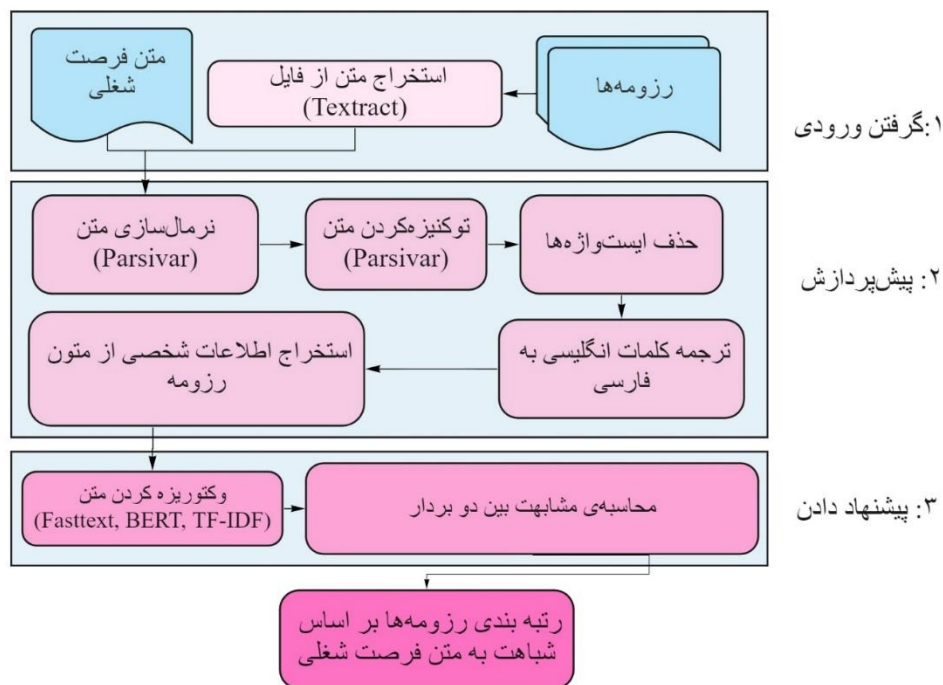 متن فرصت
شغلی
استخراج متن از فایل
(Textract)
رزومه‌ها
۱:گرفتن ورودی
نرمال‌سازی متن
(Parsivar)
توکنیزه‌کردن متن
(Parsivar)
حذف ایست‌واژه‌ها
۲: پیش‌پردازش
ترجمه کلمات انگلیسی به
فارسی
استخراج اطلاعات شخصی از متون
رزومه
وکتوریزه کردن متن
(Fasttext, BERT, TF-IDF)
محاسبه‌ی مشابهت بین دو بردار
۳: پیشنهاد دادن
رتبه بندی رزومه‌ها بر اساس
شباهت به متن فرصت شغلی